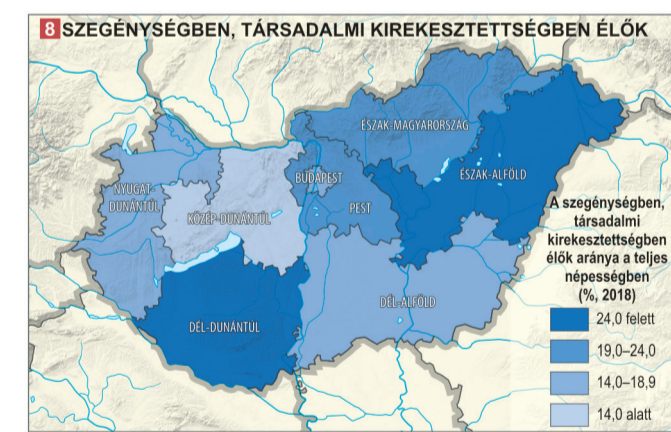 8 SZEGÉNYSÉGBEN, TÁRSADALMI KIREKESZTETTSÉGBEN ÉLŐK
ÉSZAK-MAGYARORSZÁG
BUDAPEST
ÉSZAK-ALFÖLD
NYUGAT-
DUNÁNTÚL
PEST
KÖZÉP-DUNÁNTÚL
DÉL-ALFÖLD
DÉL-DUNÁNTÚL
A szegénységben,
társadalmi
kirekesztettségben
élők aránya a teljes
népességben
(%, 2018)
24,0 felett
19,0–24,0
14,0–18,9
14,0 alatt